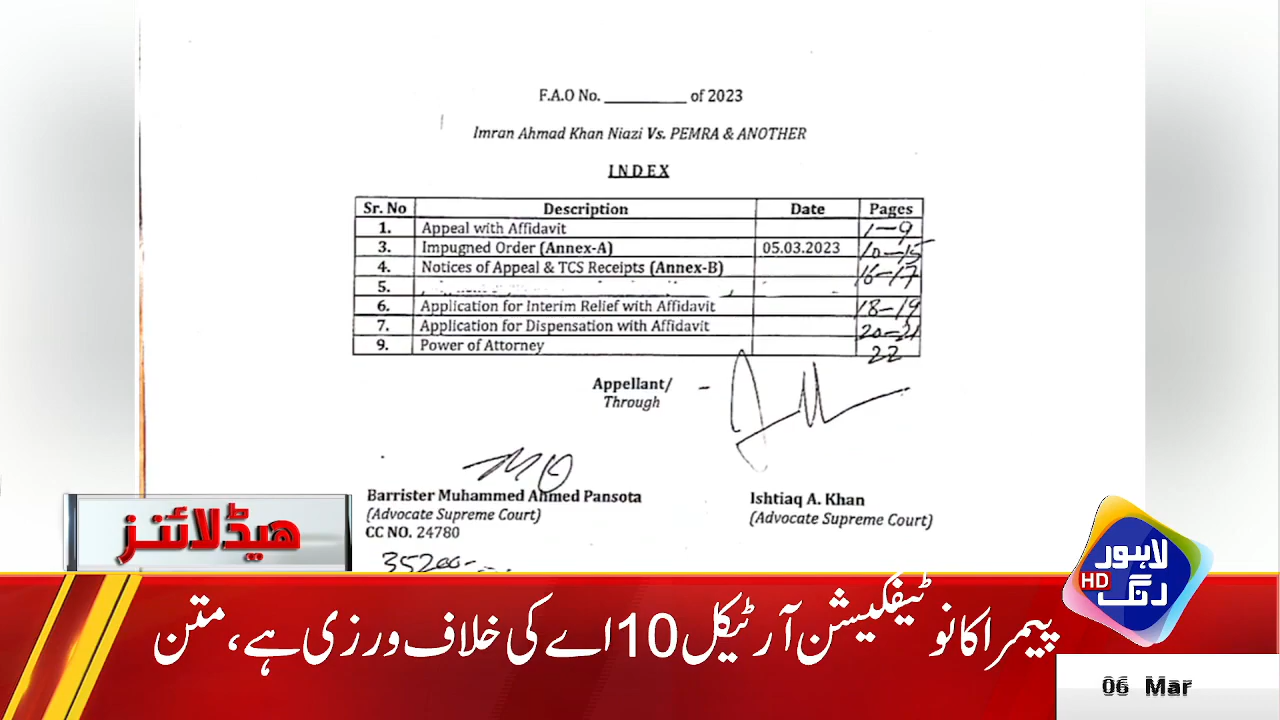 F.A.O No. __________ of 2023
Imran Ahmad Khan Niazi Vs. PEMRA & ANOTHER
INDEX
Sr. No Description Date Pages
1. Appeal with Affidavit 1-9
3. Impugned Order (Annex-A) 05.03.2023 10-15
4. Notices of Appeal & TCS Receipts (Annex-B) 16-17
5.
6. Application for Interim Relief with Affidavit 18-19
7. Application for Dispensation with Affidavit 20-21
9. Power of Attorney 22
Appellant/
Through
Barrister Muhammed Ahmed Pansota
(Advocate Supreme Court)
CC NO. 24780
Ishtiaq A. Khan
(Advocate Supreme Court)
ہیڈلائنز
لاہور
HD رنگ
پیمرا کا نوٹیفکیشن آرٹیکل 10 اے کی خلاف ورزی ہے، متن
06 Mar